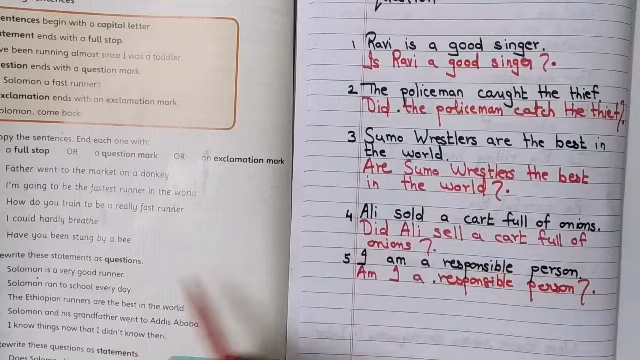 entences begin with a capital letter.
atement ends with a full stop.
ve been running almost since I was a toddler.
estion ends with a question mark.
Solomon a fast runner?
xclamation ends with an exclamation mark.
olomon, come back
opy the sentences. End each one with:
a full stop OR a question mark OR an exclamation mark
Father went to the market on a donkey
I'm going to be the fastest runner in the world
How do you train to be a really fast runner
I could hardly breathe
Have you been stung by a bee
ewrite these statements as questions.
Solomon is a very good runner.
Solomon ran to school every day.
The Ethiopian runners are the best in the world.
Solomon and his grandfather went to Addis Ababa.
I know things now that I didn't know then.
ewrite these questions as statements.
1 Ravi is a good singer.
Is Ravi a good singer ?.
2 The policeman caught the thief.
Did . the policeman catch the thief?.
3 Sumo Wrestlers are the best in
the world.
Are Sumo Wrestlers the best
in the world ?.
4 Ali sold a cart full of onions.
Did Ali sell a cart full of
onions ?.
5 I am a responsible person.
Am I a . responsible person?.